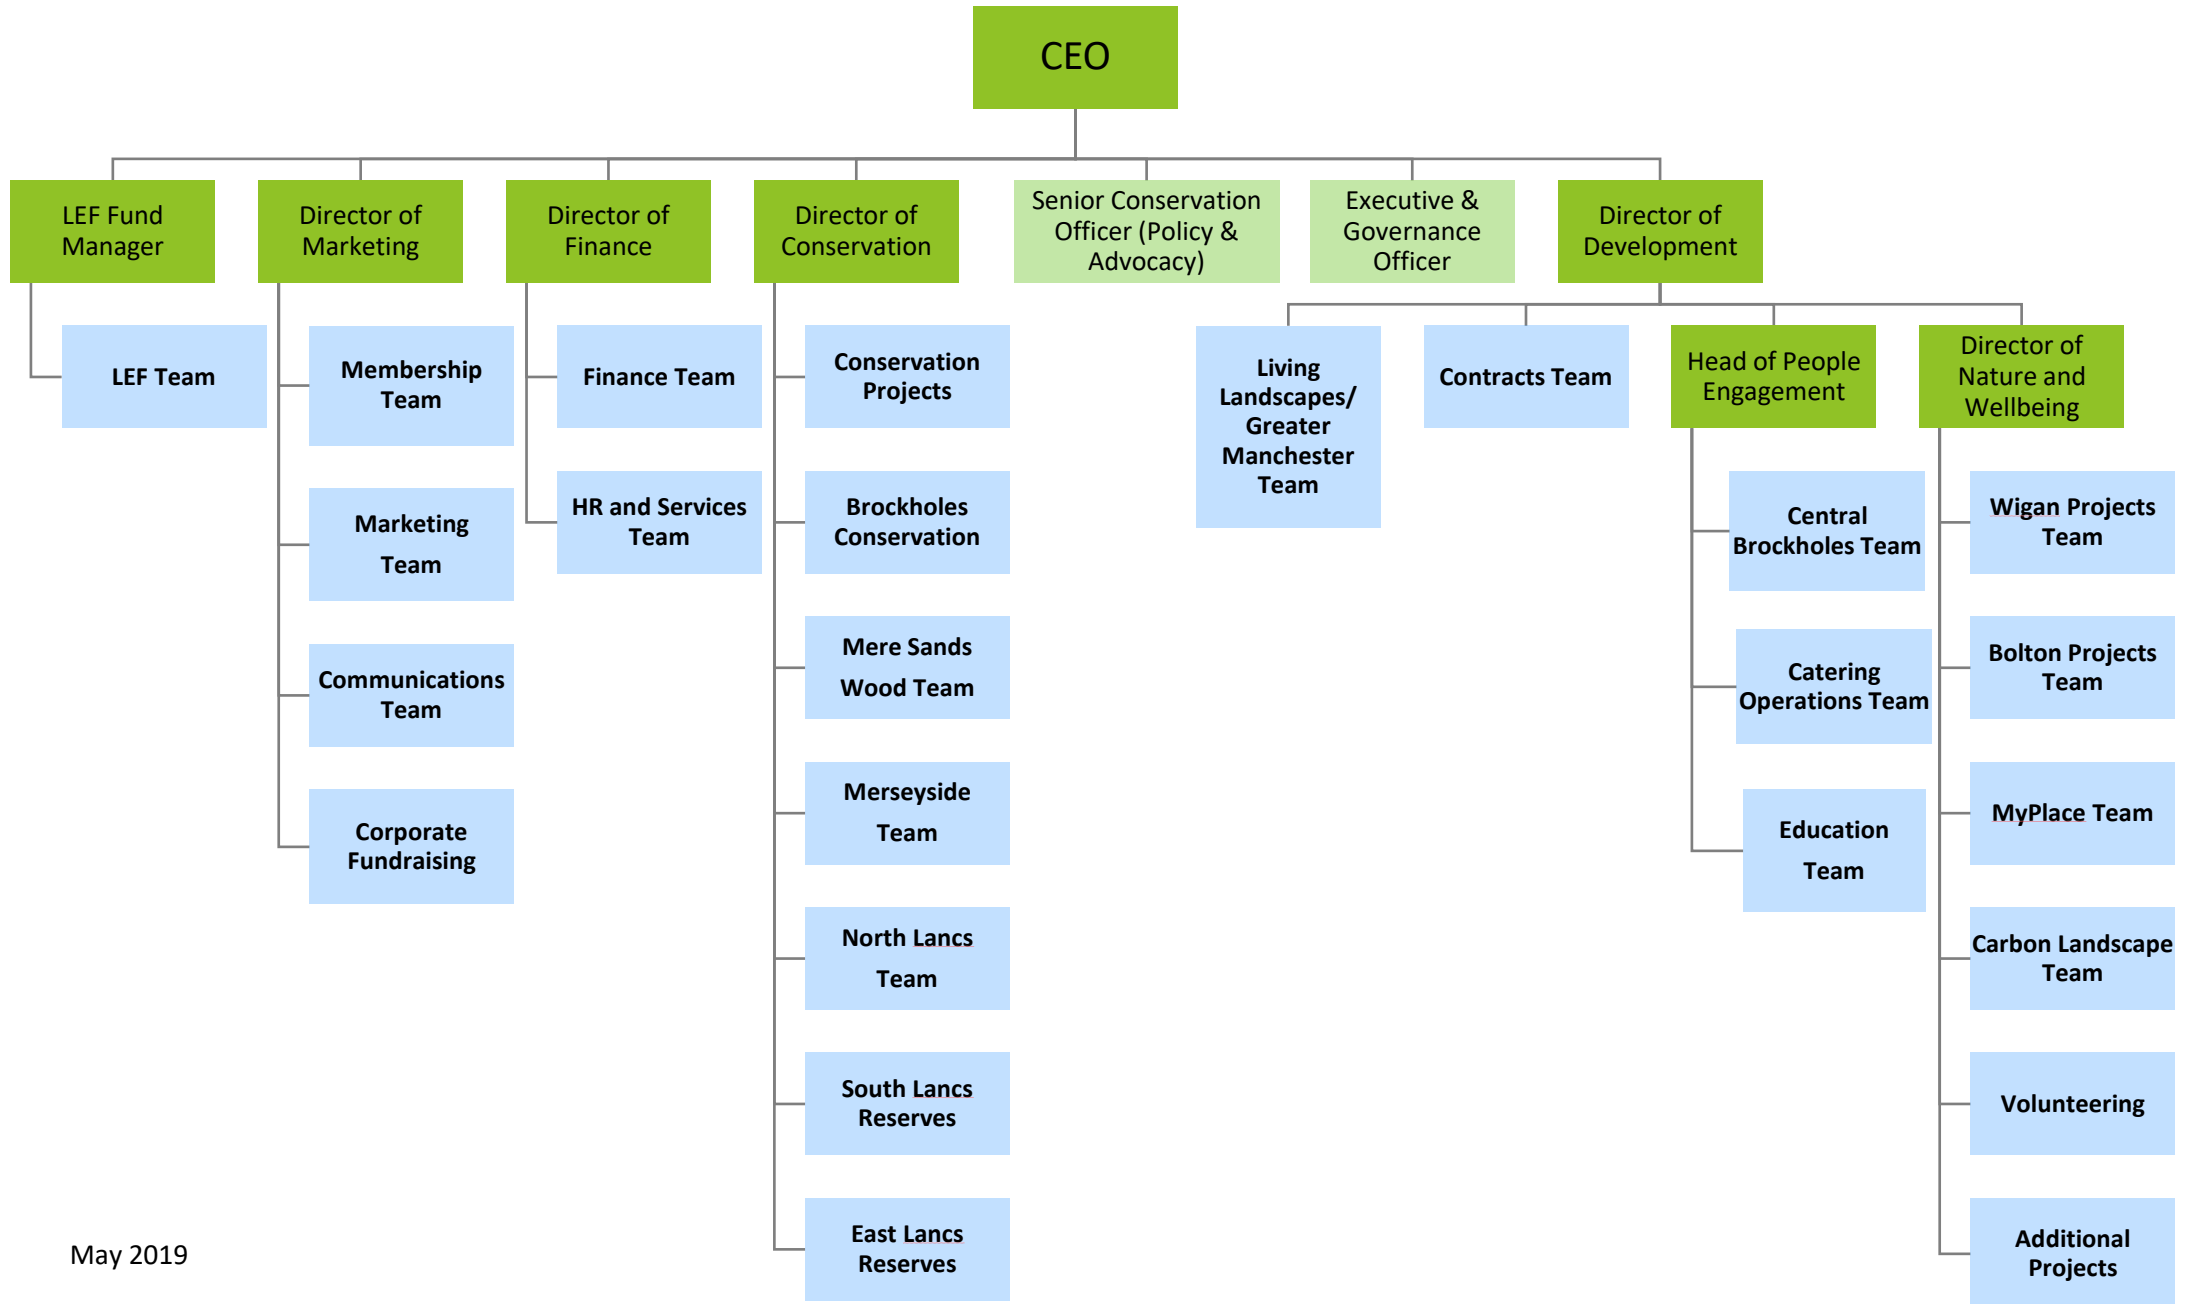 CEO
LEF Fund
Manager
Director of
Marketing
Director of
Finance
Director of
Conservation
Senior Conservation
Officer (Policy &
Advocacy)
Executive &
Governance
Officer
Director of
Development
LEF Team
Membership
Team
Marketing
Team
Communications
Team
Corporate
Fundraising
Finance Team
HR and Services
Team
Conservation
Projects
Brockholes
Conservation
Mere Sands
Wood Team
Merseyside
Team
North Lancs
Team
South Lancs
Reserves
East Lancs
Reserves
Living
Landscapes/
Greater
Manchester
Team
Contracts Team
Head of People
Engagement
Central
Brockholes Team
Catering
Operations Team
Education
Team
Director of
Nature and
Wellbeing
Wigan Projects
Team
Bolton Projects
Team
MyPlace Team
Carbon Landscape
Team
Volunteering
Additional
Projects
May 2019